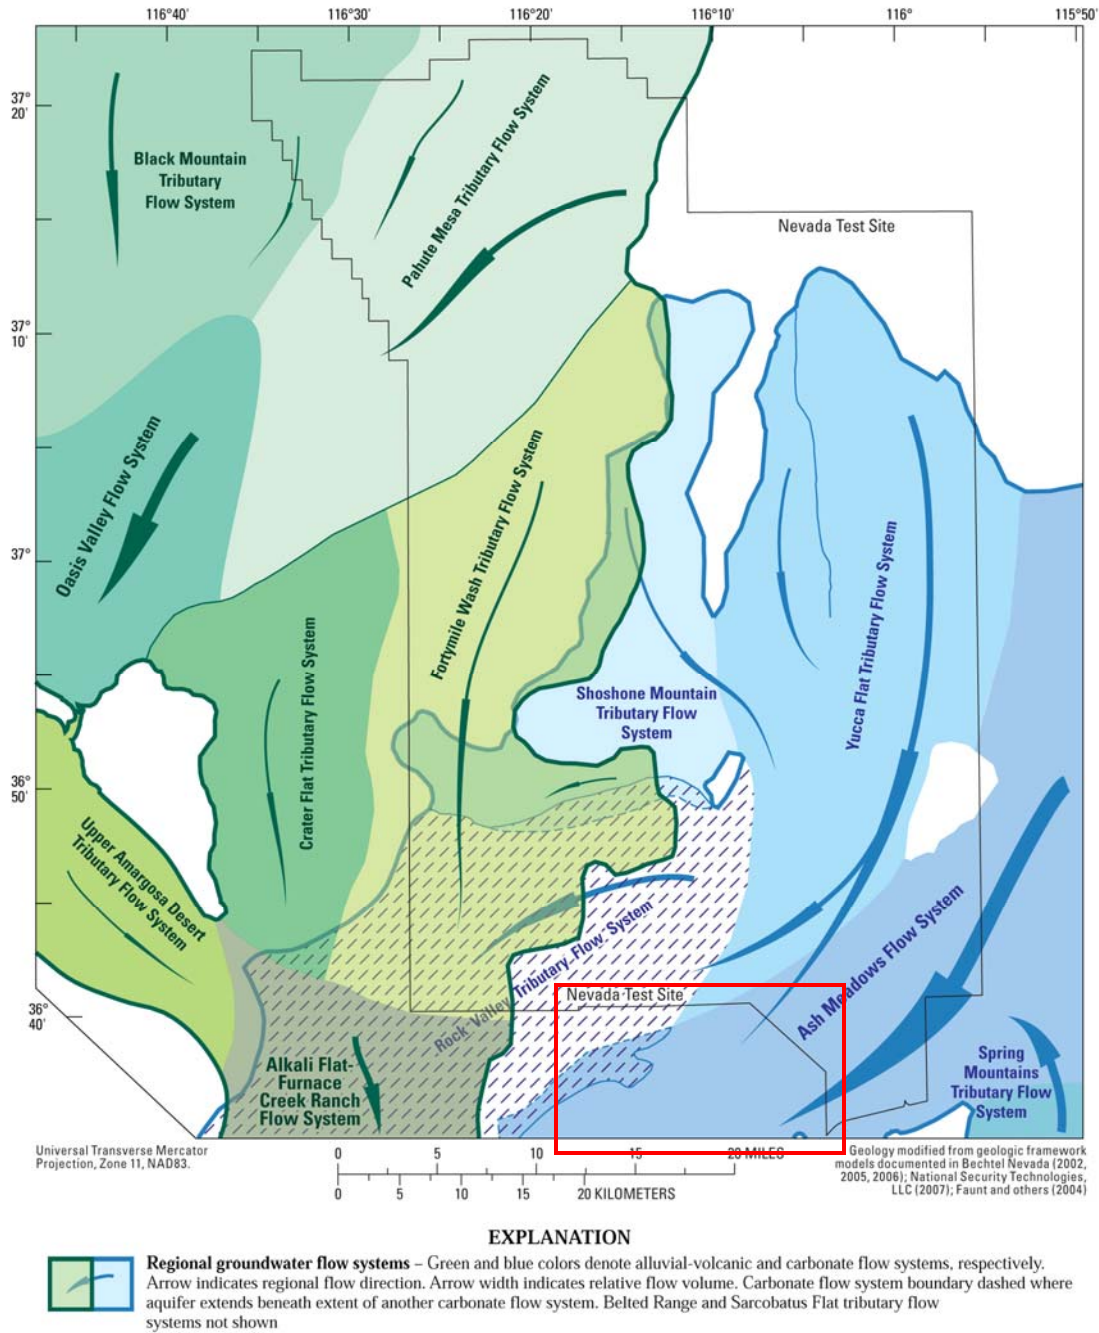 116°40'
116°30'
116°20'
116°10'
116°
115°50'
37°
20'
37°
10'
37°
36°
50'
36°
40'
Black Mountain
Tributary
Flow System
Pahute Mesa Tributary Flow System
Nevada Test Site
Oasis Valley Flow System
Fortymile Wash Tributary Flow System
Crater Flat Tributary Flow System
Shoshone Mountain
Tributary Flow
System
Yucca Flat Tributary Flow System
Upper Amargosa Desert
Tributary Flow System
Rock Valley Tributary Flow System
Ash Meadows Flow System
Nevada Test Site
Alkali Flat-
Furnace
Creek Ranch
Flow System
Spring
Mountains
Tributary Flow
System
Universal Transverse Mercator
Projection, Zone 11, NAD83.
0 5 10 15 20 MILES
0 5 10 15 20 KILOMETERS
Geology modified from geologic framework
models documented in Bechtel Nevada (2002,
2005, 2006); National Security Technologies,
LLC (2007); Faunt and others (2004)
EXPLANATION
Regional groundwater flow systems – Green and blue colors denote alluvial-volcanic and carbonate flow systems, respectively.
Arrow indicates regional flow direction. Arrow width indicates relative flow volume. Carbonate flow system boundary dashed where
aquifer extends beneath extent of another carbonate flow system. Belted Range and Sarcobatus Flat tributary flow
systems not shown